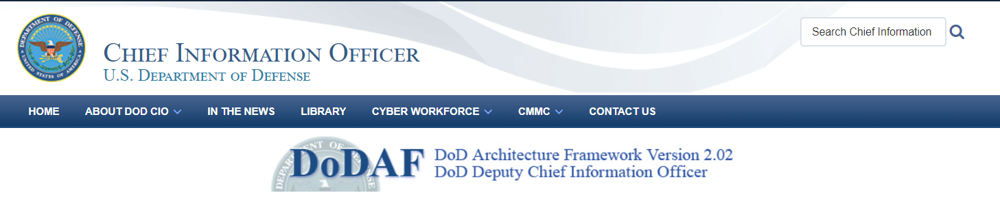 DEPARTMENT OF DEFENSE
UNITED STATES OF AMERICA
Chief Information Officer
U.S. Department of Defense
Search Chief Information
HOME ABOUT DOD CIO IN THE NEWS LIBRARY CYBER WORKFORCE CMMC CONTACT US
DoDAF
DoD Architecture Framework Version 2.02
DoD Deputy Chief Information Officer